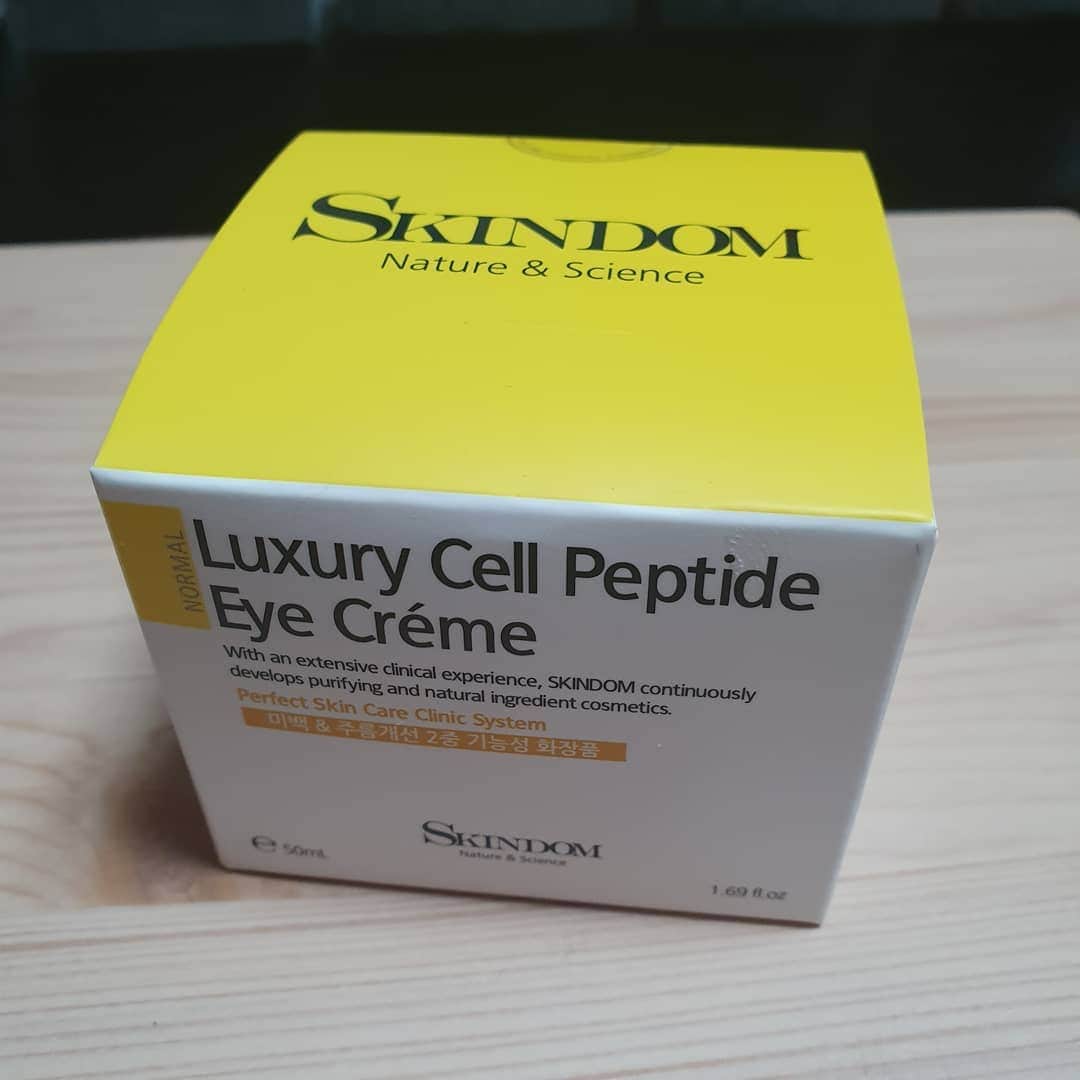 SKINDOM
Nature & Science
NORMAL
Luxury Cell Peptide
Eye Créme
With an extensive clinical experience, SKINDOM continuously
develops purifying and natural ingredient cosmetics.
Perfect Skin Care Clinic System
미백 & 주름개선 2중 기능성 화장품
e 50mL
SKINDOM
Nature & Science
1.69 fl.oz